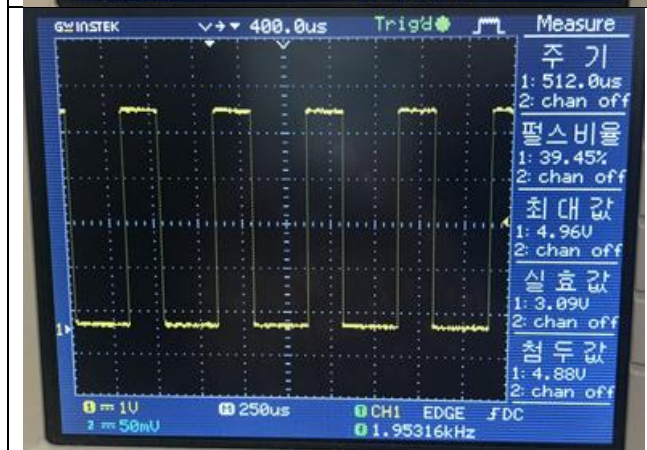 GWINSTEK 400.0us Trig'd Measure
주 기
1: 512.0us
2: chan off
펄스비율
1: 39.45%
2: chan off
최대값
1: 4.96V
2: chan off
실효값
1: 3.09V
2: chan off
첨두값
1: 4.88V
2: chan off
1
1 1V M 250us T CH1 EDGE DC
2 50mV 1.95316kHz